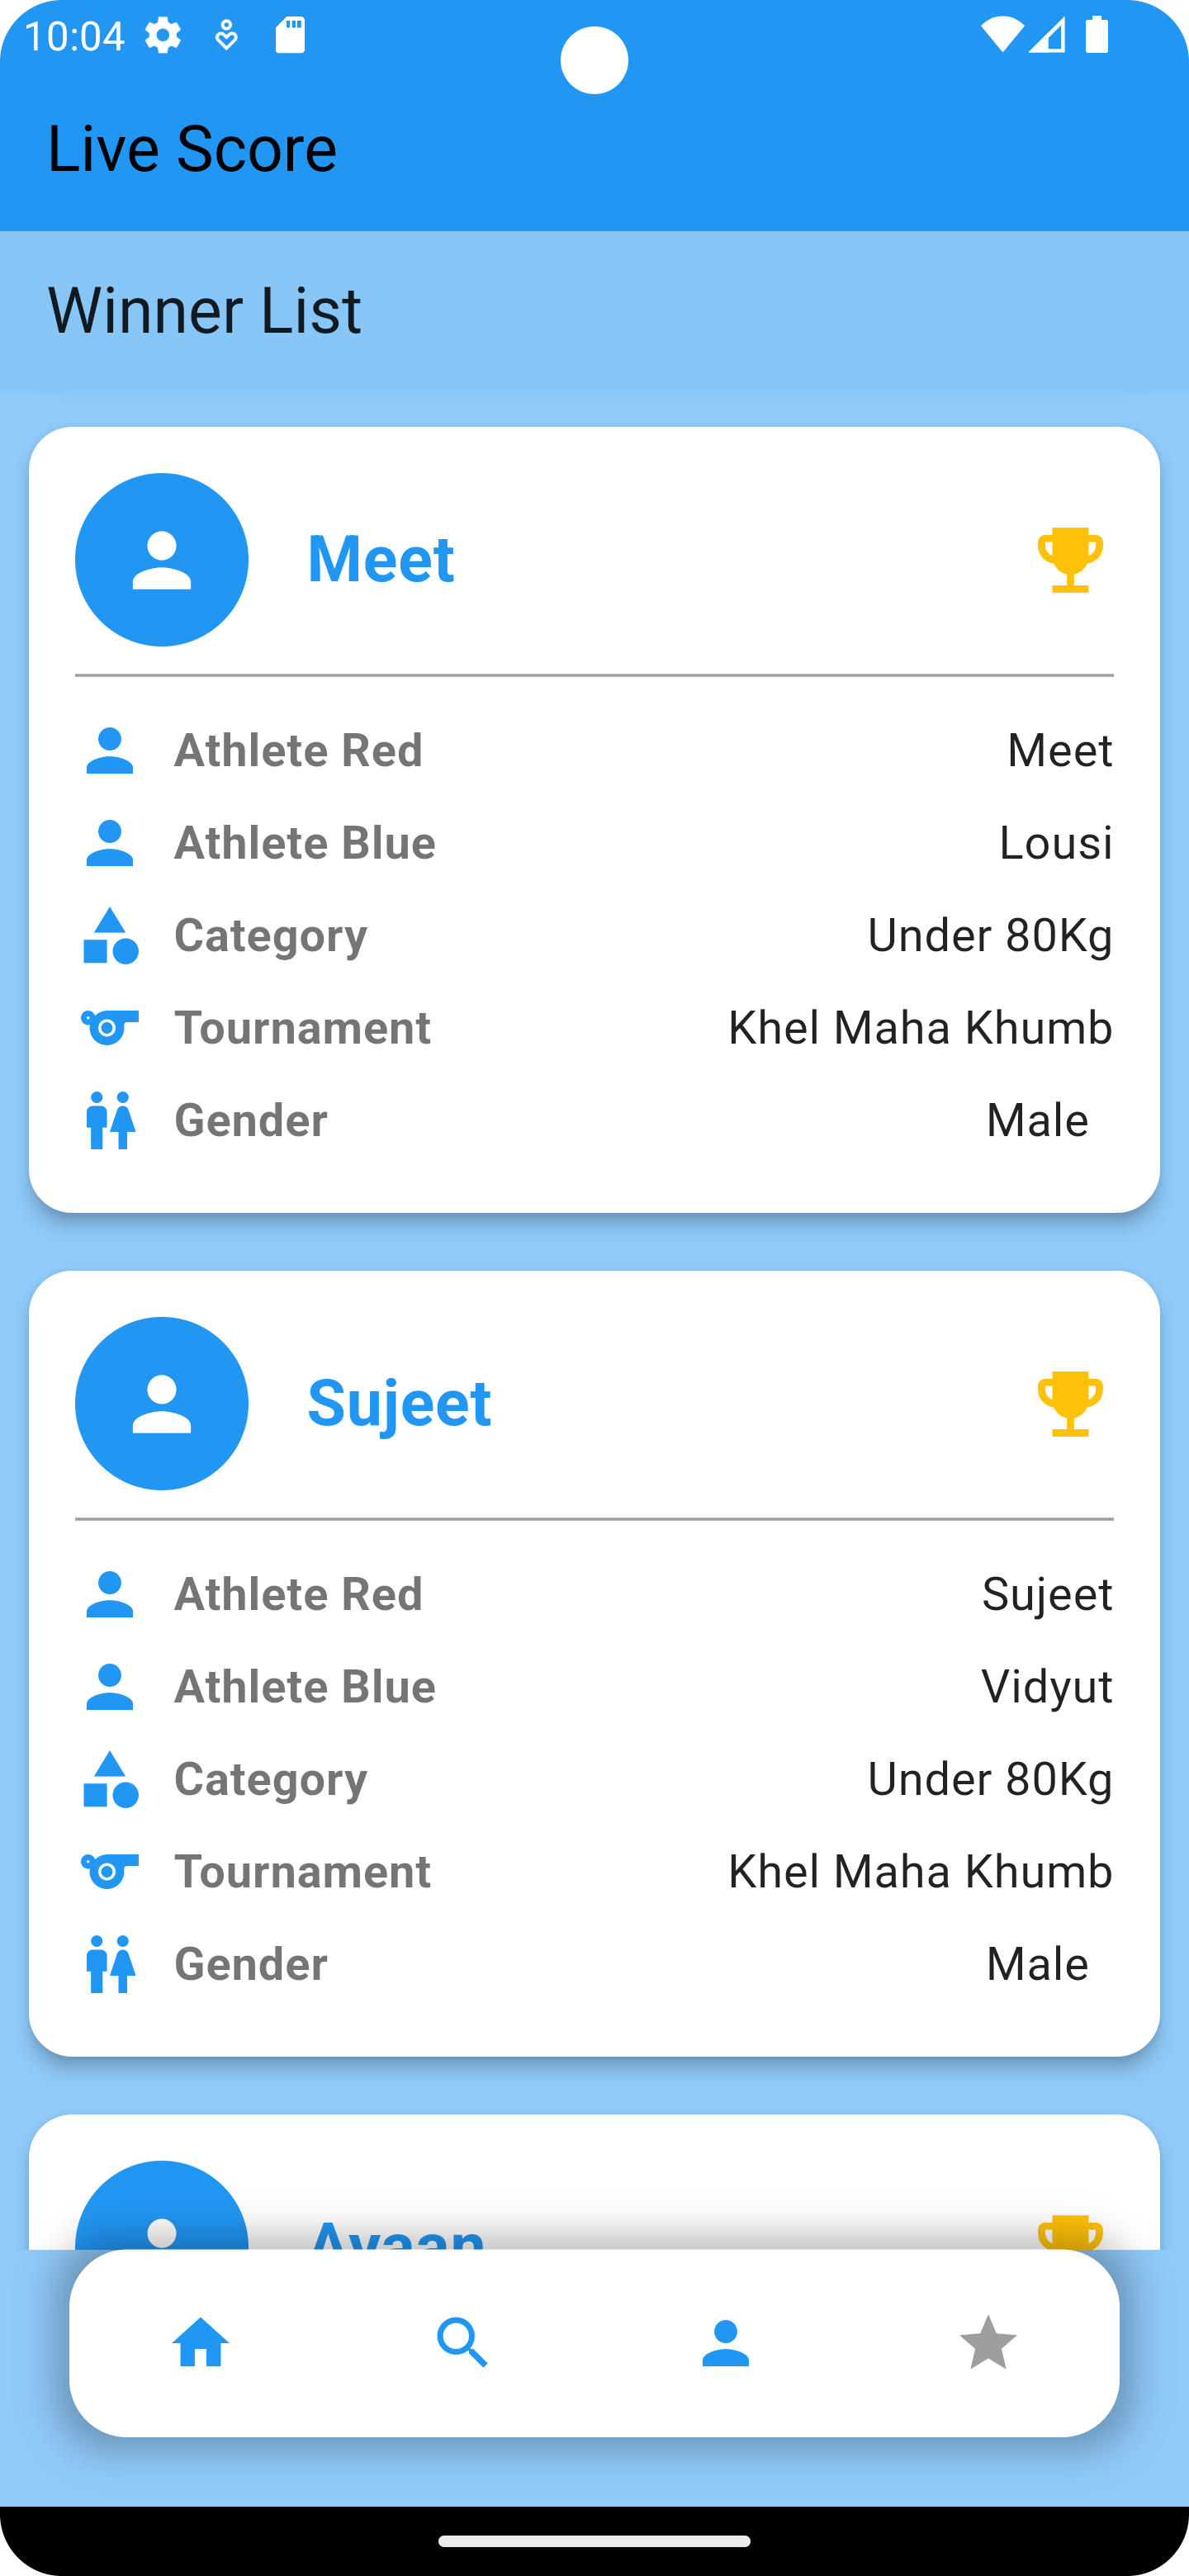 10:04
Live Score
Winner List
Meet
Athlete Red Meet
Athlete Blue Lousi
Category Under 80Kg
Tournament Khel Maha Khumb
Gender Male
Sujeet
Athlete Red Sujeet
Athlete Blue Vidyut
Category Under 80Kg
Tournament Khel Maha Khumb
Gender Male